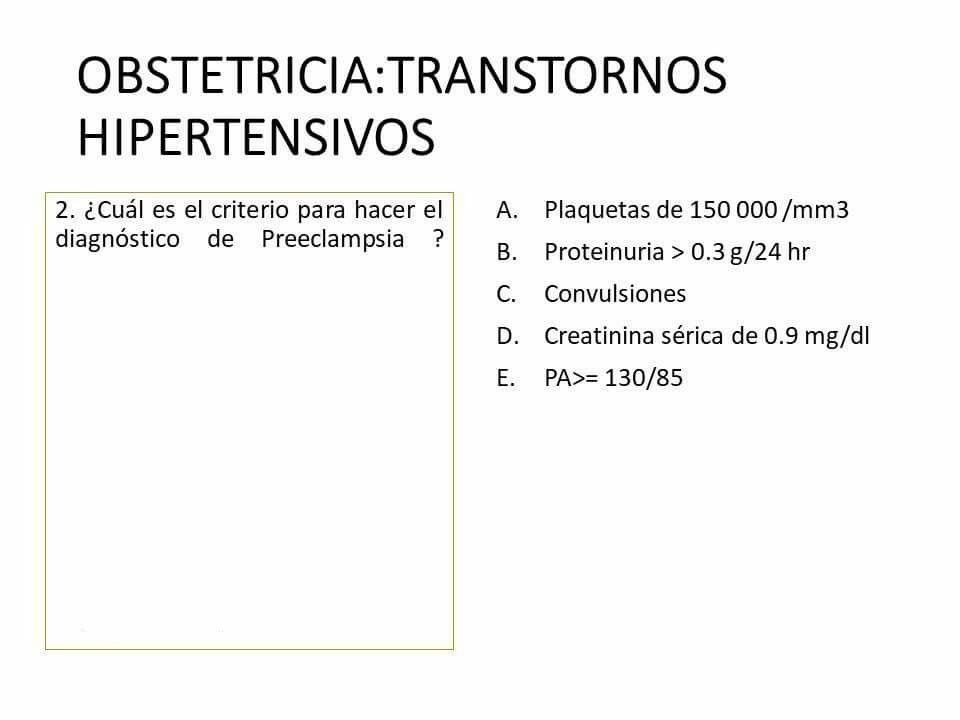 OBSTETRICIA:TRANSTORNOS
HIPERTENSIVOS
2. ¿Cuál es el criterio para hacer el
diagnóstico de Preeclampsia ?
A. Plaquetas de 150 000 /mm3
B. Proteinuria > 0.3 g/24 hr
C. Convulsiones
D. Creatinina sérica de 0.9 mg/dl
E. PA>= 130/85